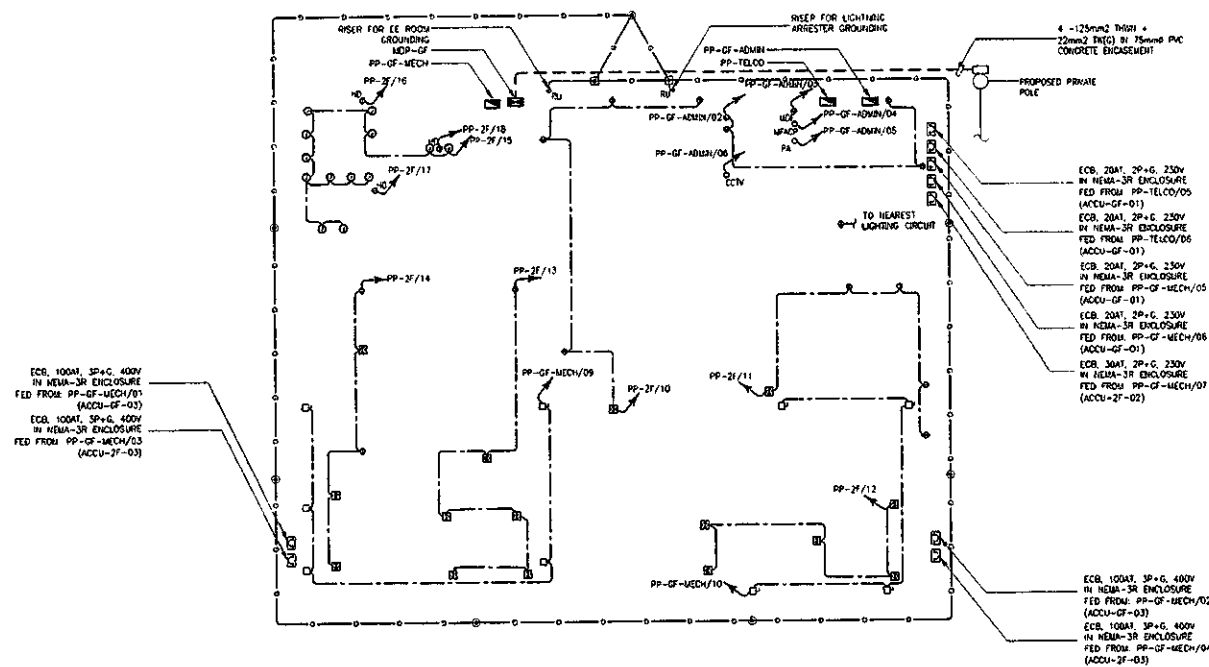 RISER FOR EE ROOM
GROUNDING
MDP-GF
PP-GF-MECH
PP-2F/16
HD
RISER FOR LIGHTNING
ARRESTER GROUNDING
PP-GF-ADMIN
PP-TELCO
PP-GF-ADMIN/03
4 -125mm2 THWN +
22mm2 TW(G) IN 75mmØ PVC
CONCRETE ENCASEMENT
PROPOSED PRIVATE
POLE
PP-2F/18
PP-2F/15
HD
PP-2F/17
HD
PP-GF-ADMIN/02
MDF
PP-GF-ADMIN/04
MFACP
PP-GF-ADMIN/05
PA
PP-GF-ADMIN/06
CCTV
TO NEAREST
LIGHTING CIRCUIT
ECB, 20AT, 2P+G, 230V
IN NEMA-3R ENCLOSURE
FED FROM: PP-TELCO/05
(ACCU-GF-01)
ECB, 20AT, 2P+G, 230V
IN NEMA-3R ENCLOSURE
FED FROM: PP-TELCO/06
(ACCU-GF-01)
ECB, 20AT, 2P+G, 230V
IN NEMA-3R ENCLOSURE
FED FROM: PP-GF-MECH/05
(ACCU-GF-01)
ECB, 20AT, 2P+G, 230V
IN NEMA-3R ENCLOSURE
FED FROM: PP-GF-MECH/06
(ACCU-GF-01)
ECB, 30AT, 2P+G, 230V
IN NEMA-3R ENCLOSURE
FED FROM: PP-GF-MECH/07
(ACCU-2F-02)
PP-2F/14
PP-2F/13
PP-GF-MECH/09
PP-2F/10
PP-2F/11
ECB, 100AT, 3P+G, 400V
IN NEMA-3R ENCLOSURE
FED FROM: PP-GF-MECH/01
(ACCU-GF-03)
ECB, 100AT, 3P+G, 400V
IN NEMA-3R ENCLOSURE
FED FROM: PP-GF-MECH/03
(ACCU-2F-03)
PP-2F/12
PP-GF-MECH/10
ECB, 100AT, 3P+G, 400V
IN NEMA-3R ENCLOSURE
FED FROM: PP-GF-MECH/02
(ACCU-GF-03)
ECB, 100AT, 3P+G, 400V
IN NEMA-3R ENCLOSURE
FED FROM: PP-GF-MECH/04
(ACCU-2F-03)